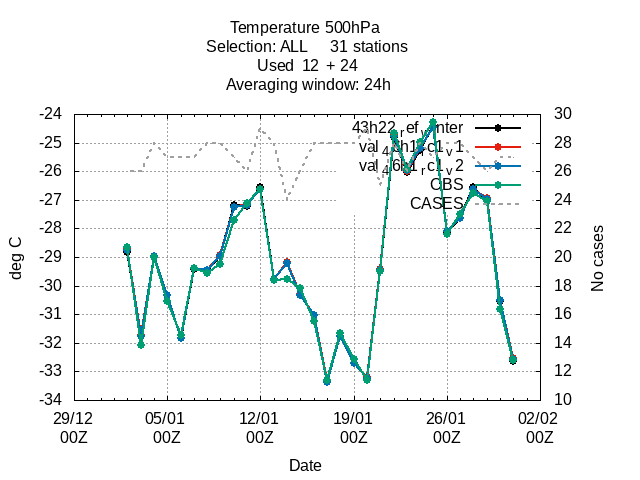 Temperature 500hPa
Selection: ALL 31 stations
Used 12 + 24
Averaging window: 24h
-24
-25
-26
-27
-28
-29
-30
-31
-32
-33
-34
30
28
26
24
22
20
18
16
14
12
10
deg C
No cases
CBS
CASES
29/12 05/01 12/01 19/01 26/01 02/02
00Z 00Z 00Z 00Z 00Z 00Z
Date